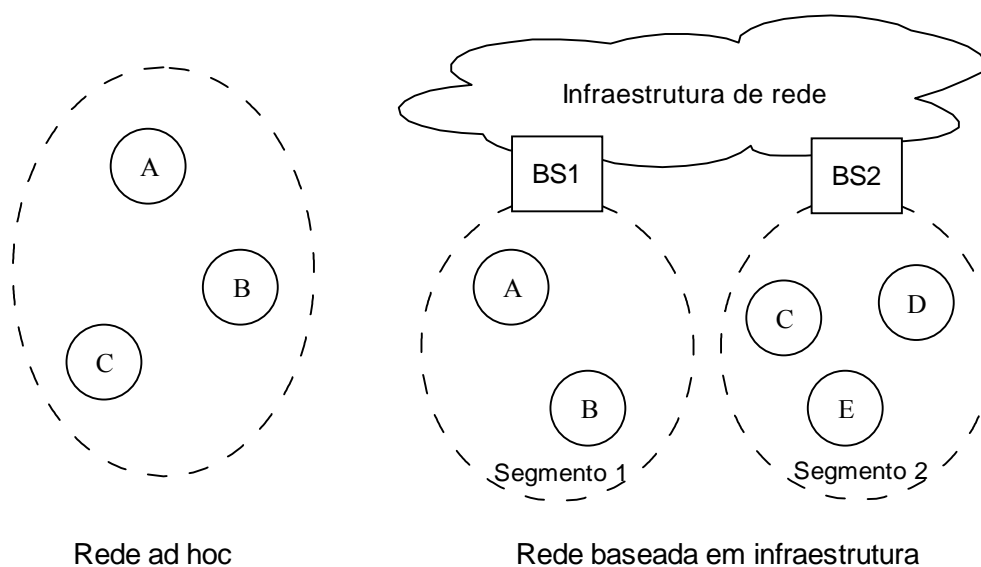 Infraestrutura de rede
BS1
BS2
A
B
C
A
B
C
D
E
Segmento 1
Segmento 2
Rede ad hoc
Rede baseada em infraestrutura